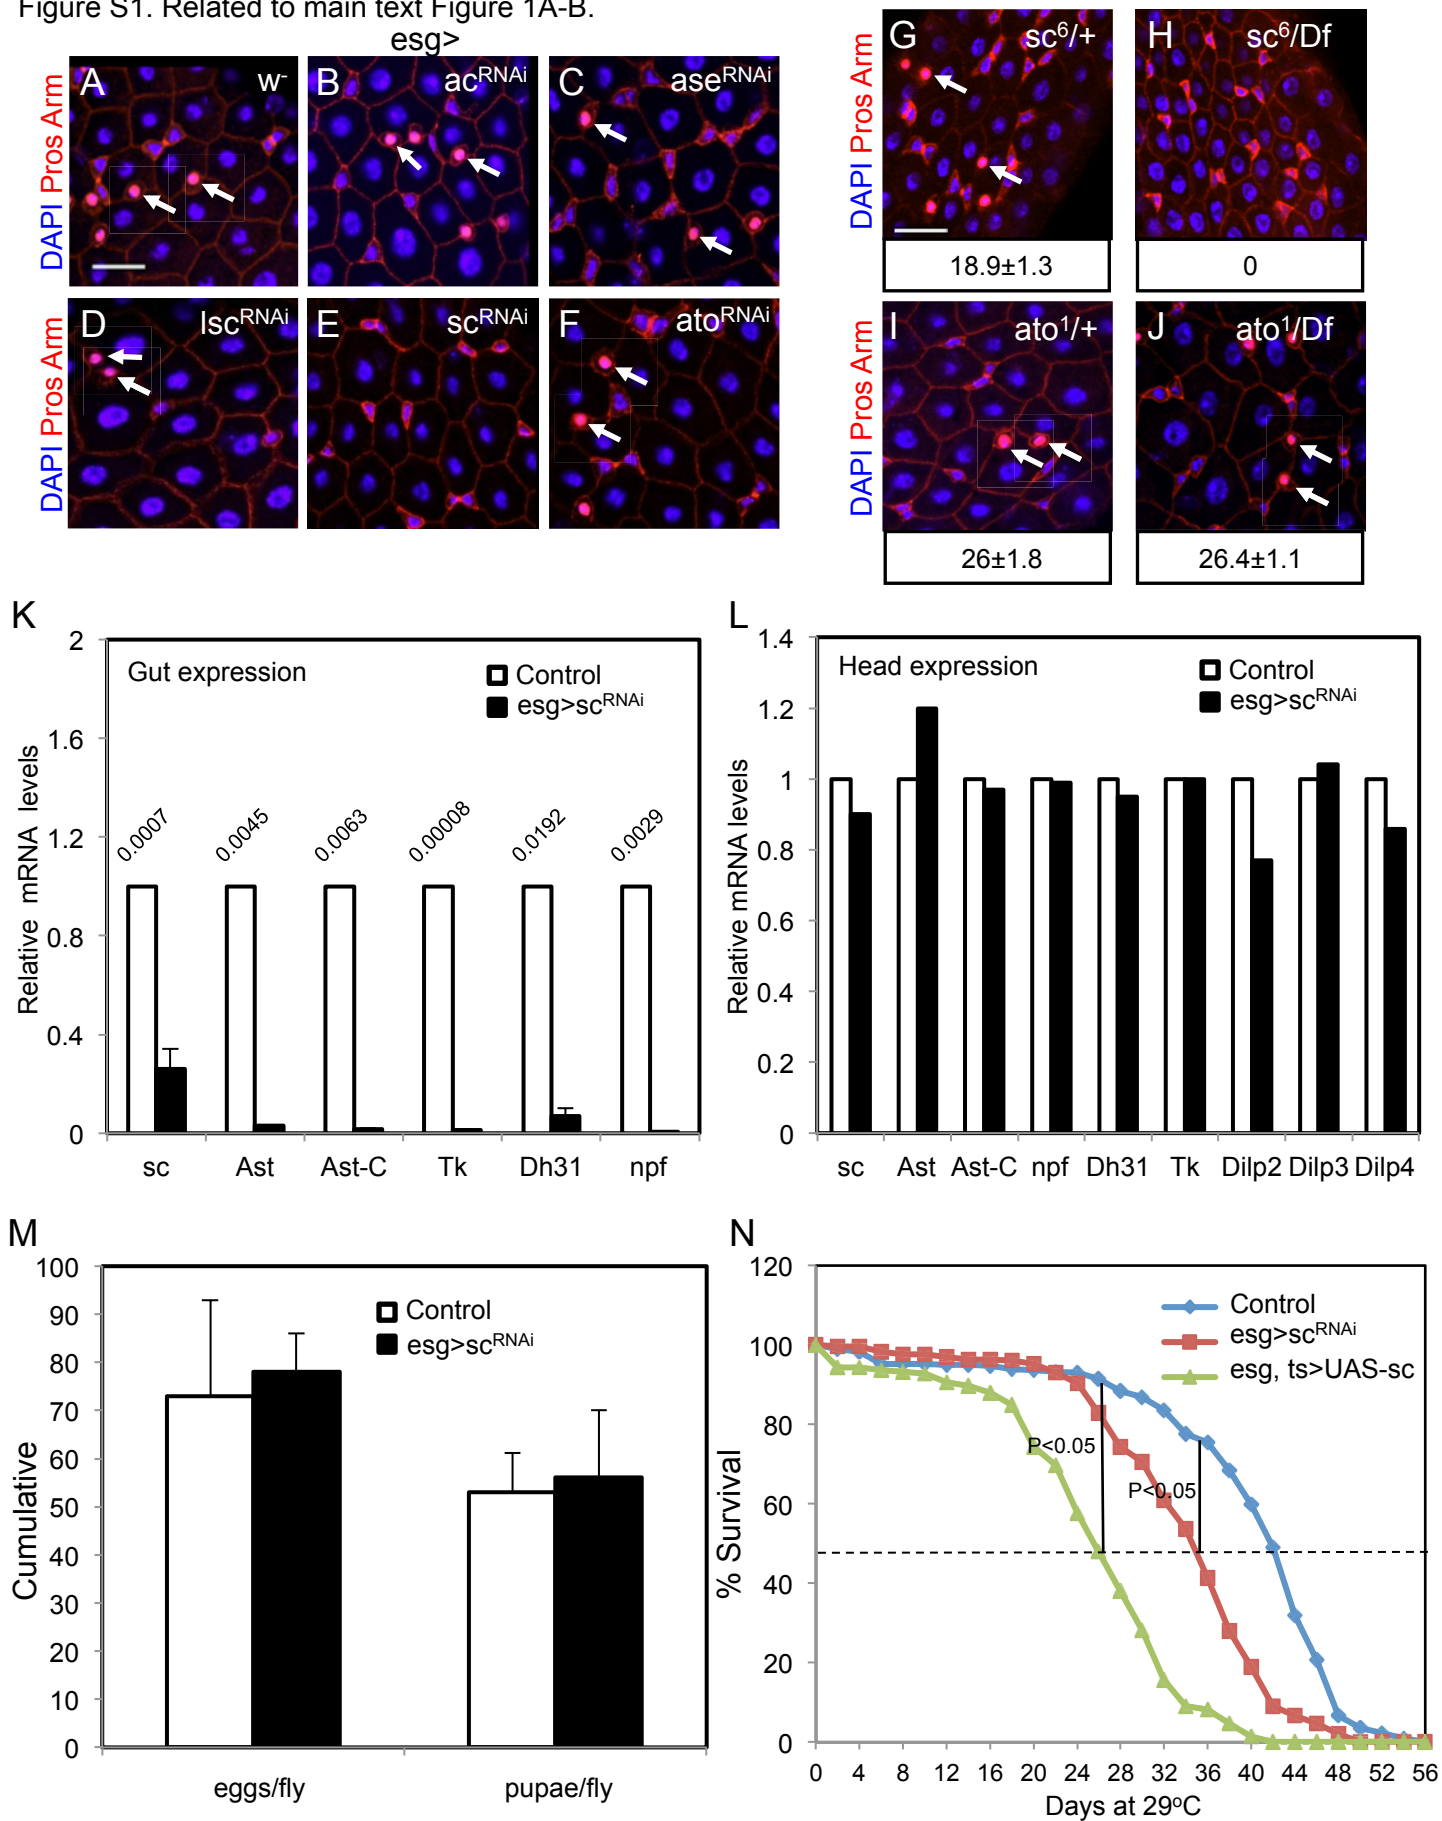 Figure S1. Related to main text Figure 1A-B.
esg>
A w-
B acRNAi
C aseRNAi
DAPI Pros Arm
D lscRNAi
E scRNAi
F atoRNAi
DAPI Pros Arm
G sc6/+
H sc6/Df
DAPI Pros Arm
18.9±1.3
0
I ato1/+
J ato1/Df
DAPI Pros Arm
26±1.8
26.4±1.1
K
Gut expression
Control
esg>scRNAi
Relative mRNA levels
2
1.6
1.2
0.8
0.4
0
0.0007 0.0045 0.0063 0.00008 0.0192 0.0029
sc Ast Ast-C Tk Dh31 npf
L
Head expression
Control
esg>scRNAi
Relative mRNA levels
1.4
1.2
1
0.8
0.6
0.4
0.2
0
sc Ast Ast-C npf Dh31 Tk Dilp2 Dilp3 Dilp4
M
Control
esg>scRNAi
Cumulative
100
90
80
70
60
50
40
30
20
10
0
eggs/fly pupae/fly
N
Control
esg>scRNAi
esg, ts>UAS-sc
% Survival
120
100
80
60
40
20
0
P<0.05
P<0.05
0 4 8 12 16 20 24 28 32 36 40 44 48 52 56
Days at 29oC